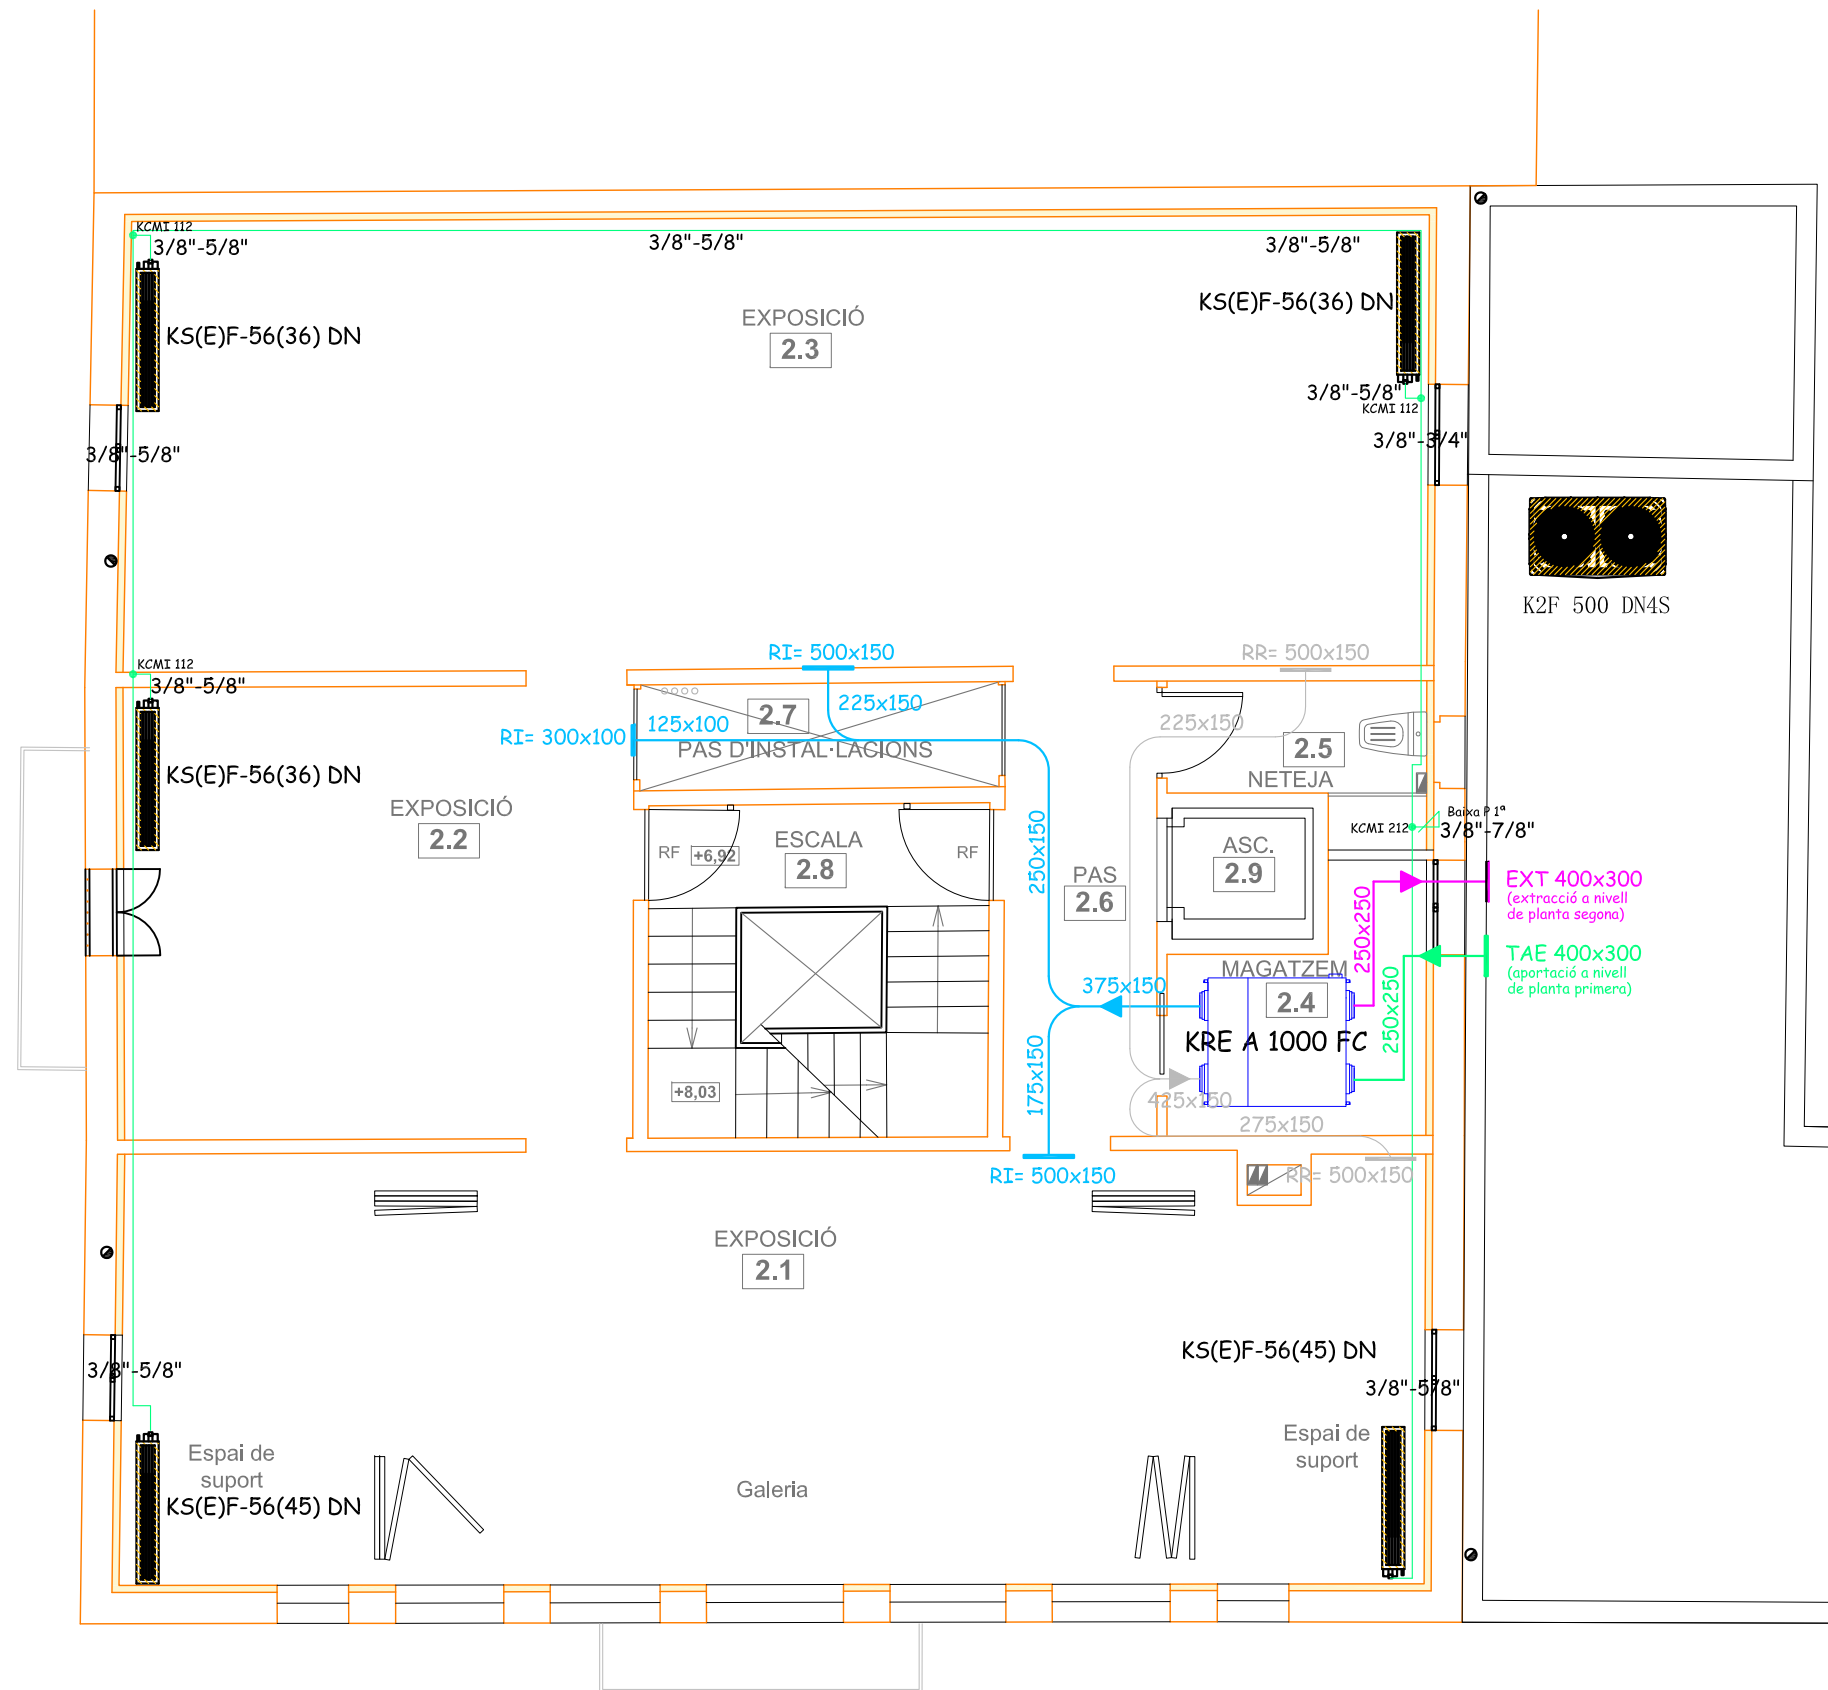 KCMI 112
3/8"-5/8"
3/8"-5/8"
3/8"-5/8"
KS(E)F-56(36) DN
EXPOSICIÓ
2.3
KS(E)F-56(36) DN
3/8"-5/8"
KCMI 112
3/8"-5/8"
3/8"-3/4"
K2F 500 DN4S
KCMI 112
3/8"-5/8"
RI= 500x150
RR= 500x150
225x150
225x150
2.7
125x100
RI= 300x100
PAS D'INSTAL·LACIONS
2.5
NETEJA
KS(E)F-56(36) DN
EXPOSICIÓ
2.2
ESCALA
2.8
RF
+6,92
RF
250x150
PAS
2.6
ASC.
2.9
KCMI 212
Baixa P 1ª
3/8"-7/8"
EXT 400x300
(extracció a nivell
de planta segona)
250x250
TAE 400x300
(aportació a nivell
de planta primera)
250x250
MAGATZEM
2.4
KRE A 1000 FC
375x150
175x150
+8,03
425x150
275x150
RI= 500x150
RR= 500x150
EXPOSICIÓ
2.1
3/8"-5/8"
KS(E)F-56(45) DN
3/8"-5/8"
Espai de
suport
KS(E)F-56(45) DN
Galeria
Espai de
suport